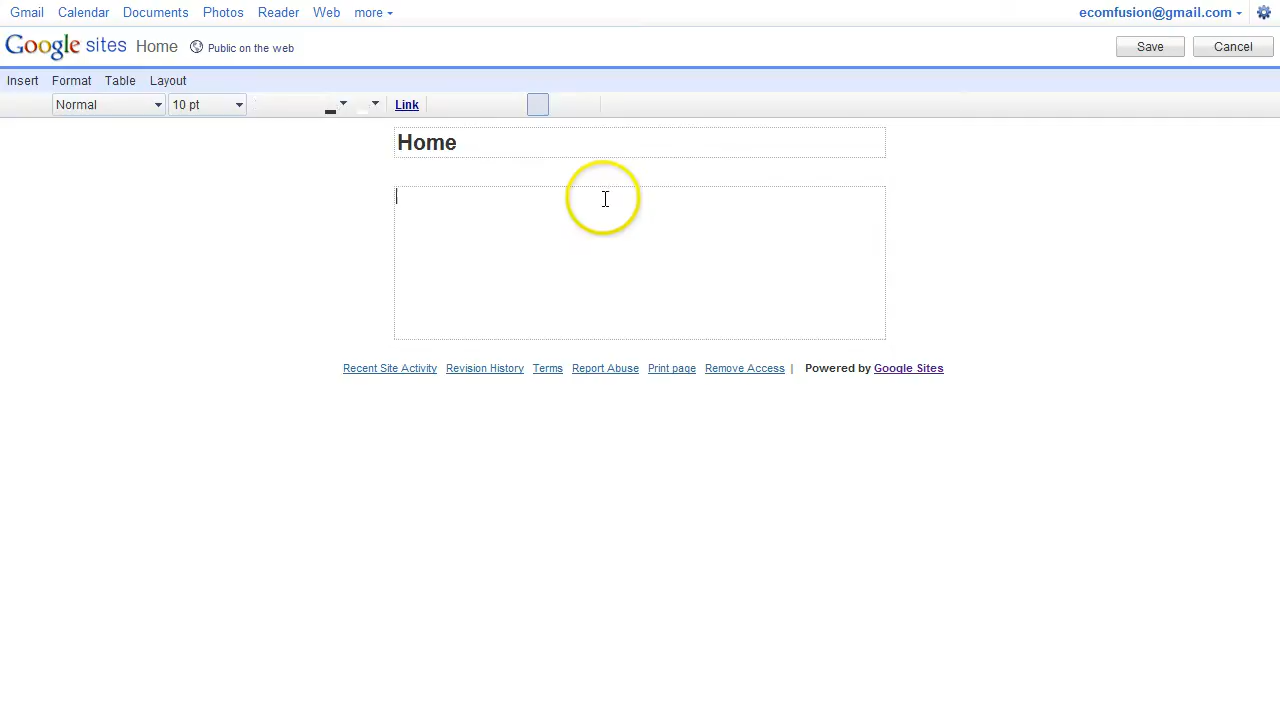 Gmail Calendar Documents Photos Reader Web more ecomfusion@gmail.com
Google sites Home Public on the web Save Cancel
Insert Format Table Layout
Normal 10 pt Link
Home
Recent Site Activity Revision History Terms Report Abuse Print page Remove Access | Powered by Google Sites